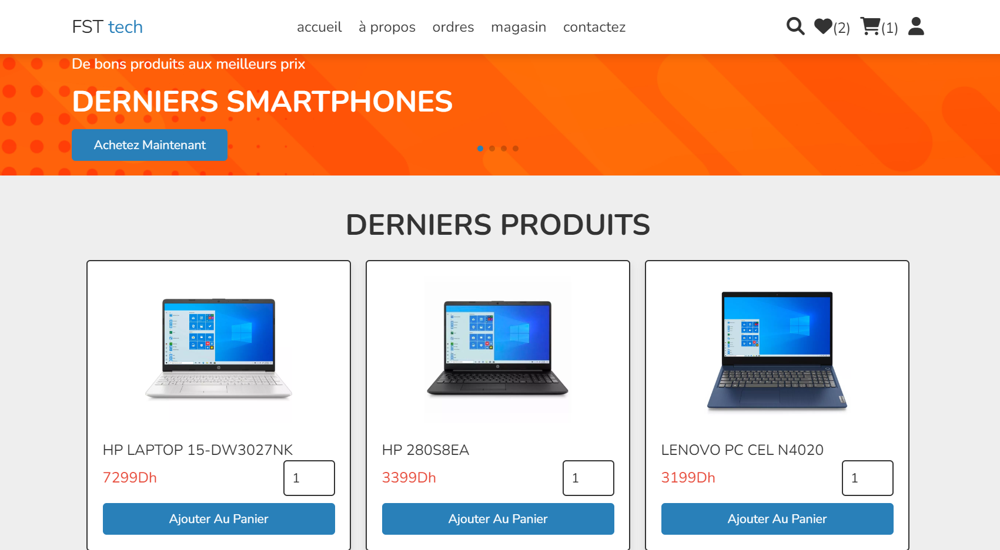 FST tech
accueil à propos ordres magasin contactez
(2) (1)
De bons produits aux meilleurs prix
DERNIERS SMARTPHONES
Achetez Maintenant
DERNIERS PRODUITS
HP LAPTOP 15-DW3027NK
7299Dh 1
Ajouter Au Panier
HP 280S8EA
3399Dh 1
Ajouter Au Panier
LENOVO PC CEL N4020
3199Dh 1
Ajouter Au Panier